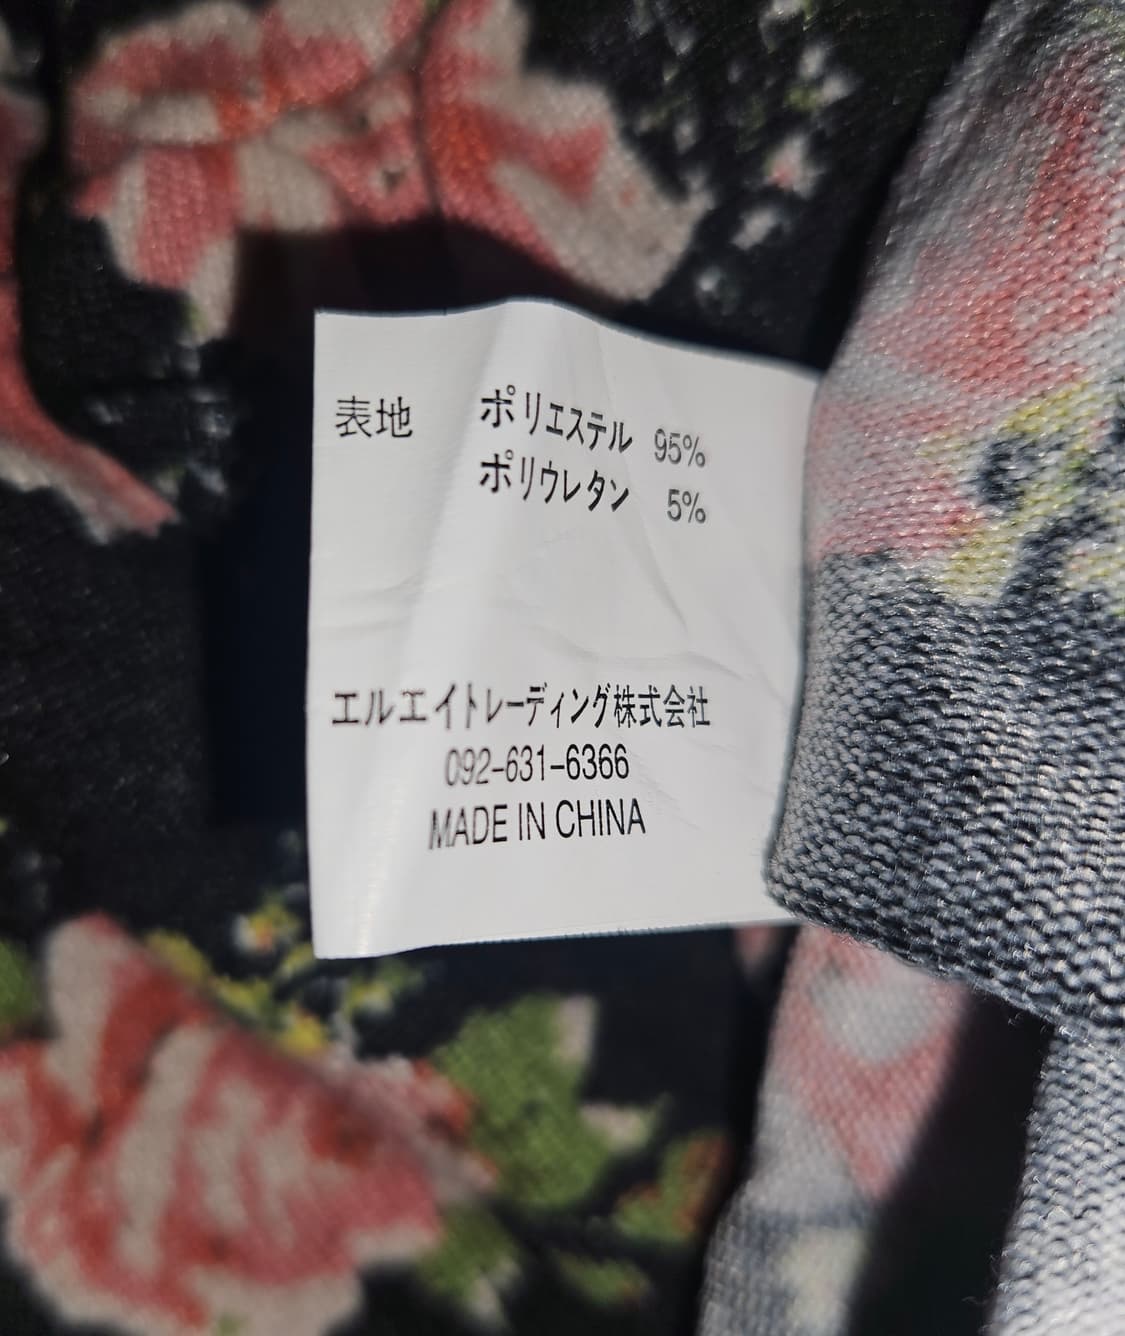 表地 ポリエステル 95%
ポリウレタン 5%
エルエイトレーディング株式会社
092-631-6366
MADE IN CHINA